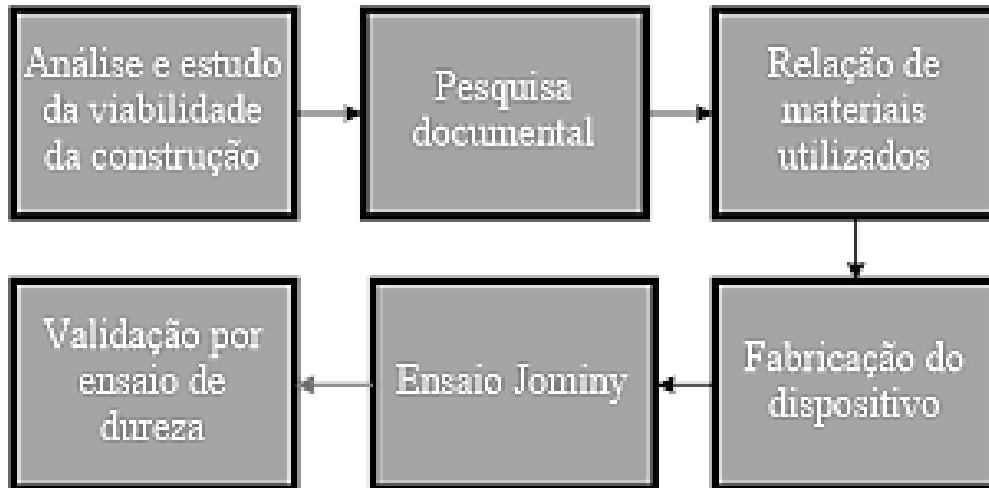 Análise e estudo
da viabilidade
da construção
Pesquisa
documental
Relação de
materiais
utilizados
Fabricação do
dispositivo
Ensaio Jominy
Validação por
ensaio de
dureza